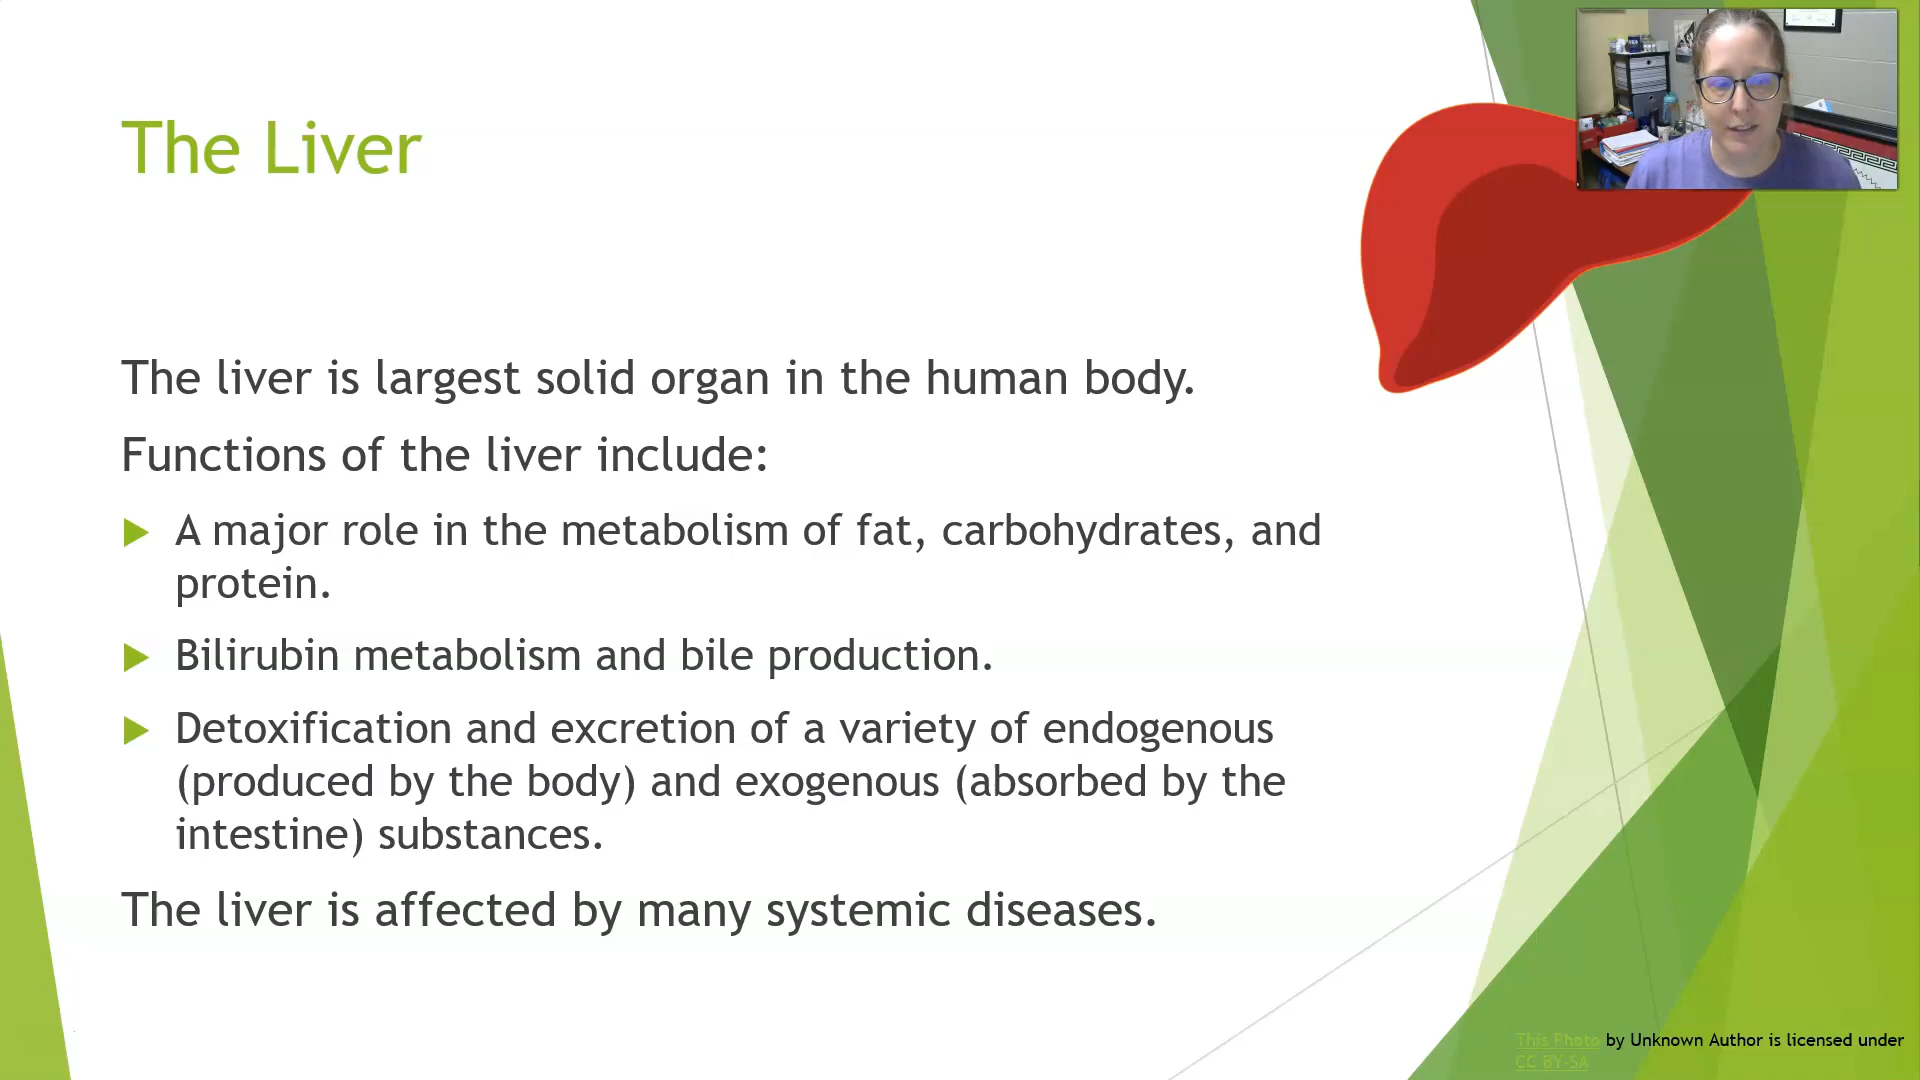 The Liver
The liver is largest solid organ in the human body.
Functions of the liver include:
A major role in the metabolism of fat, carbohydrates, and
protein.
Bilirubin metabolism and bile production.
Detoxification and excretion of a variety of endogenous
(produced by the body) and exogenous (absorbed by the
intestine) substances.
The liver is affected by many systemic diseases.
This Photo by Unknown Author is licensed under
CC BY-SA